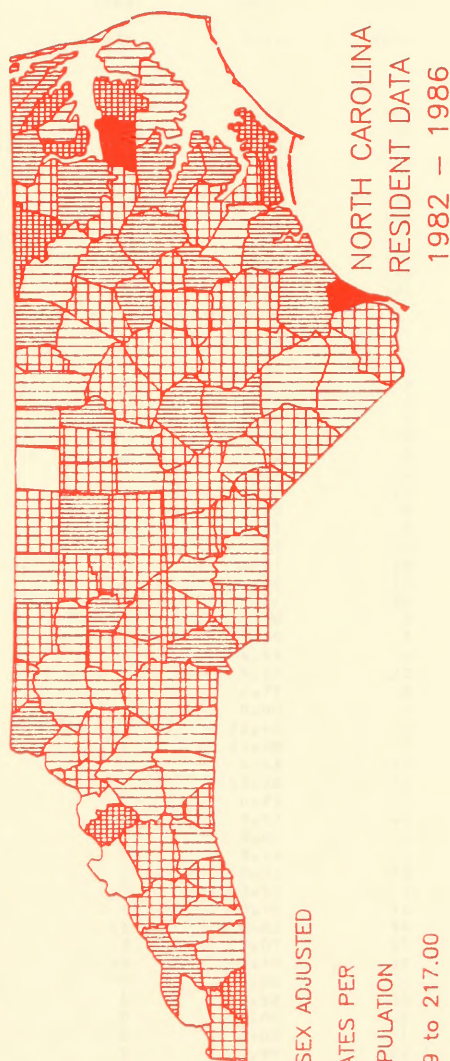 NORTH CAROLINA
RESIDENT DATA
1982 – 1986
SEX ADJUSTED
ATES PER
PULATION
9 to 217.00